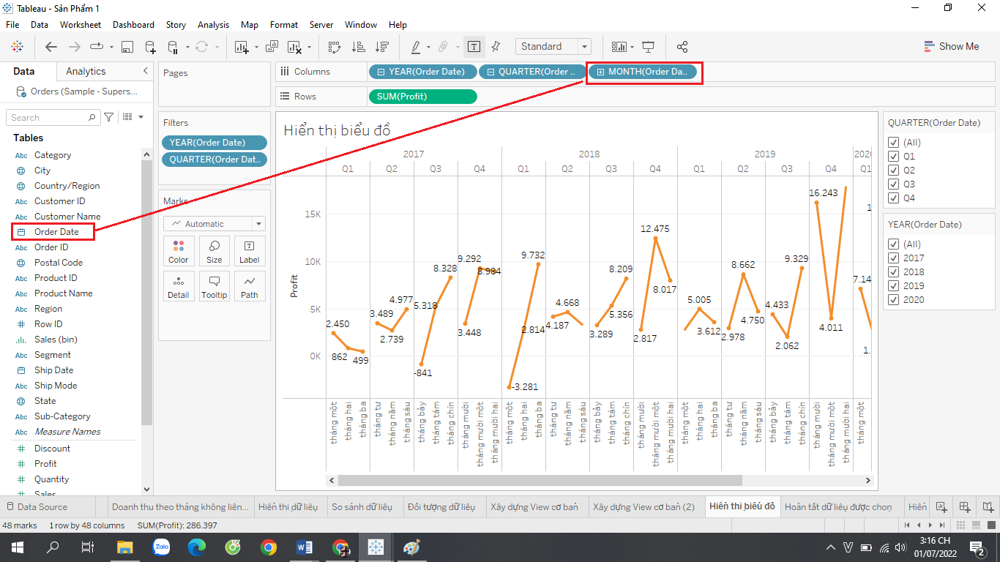 Tableau - Sản Phẩm 1
File Data Worksheet Dashboard Story Analysis Map Format Server Window Help
Standard
Show Me
Data Analytics
Orders (Sample - Supers...
Search
Tables
Abc Category
City
Country/Region
Abc Customer ID
Abc Customer Name
Order Date
Abc Order ID
Postal Code
Abc Product ID
Abc Product Name
Abc Region
Row ID
Sales (bin)
Abc Segment
Ship Date
Abc Ship Mode
State
Abc Sub-Category
Abc Measure Names
Discount
Profit
Quantity
Sales
Pages
Filters
YEAR(Order Date)
QUARTER(Order Dat..
Marks
Automatic
Color Size Label
Detail Tooltip Path
Columns YEAR(Order Date) QUARTER(Order .. MONTH(Order Da..
Rows SUM(Profit)
Hiển thị biểu đồ
2017 2018 2019 2020
Q1 Q2 Q3 Q4 Q1 Q2 Q3 Q4 Q1 Q2 Q3 Q4 Q1
Profit
15K
10K
5K
0K
2.450
862
499
3.489
2.739
4.977
-841
5.318
8.328
3.448
9.292
8.984
-3.281
2.814
9.732
4.187
4.668
3.289
5.356
8.209
2.817
12.475
8.017
5.005
3.612
2.978
8.662
4.750
4.433
2.062
9.329
16.243
4.011
7.14
1
1.
tháng một
tháng hai
tháng ba
tháng tư
tháng năm
tháng sáu
tháng bảy
tháng tám
tháng chín
tháng mười
tháng mười một
tháng mười hai
tháng một
tháng hai
tháng ba
tháng tư
tháng năm
tháng sáu
tháng bảy
tháng tám
tháng chín
tháng mười
tháng mười một
tháng mười hai
tháng một
tháng hai
tháng ba
tháng tư
tháng năm
tháng sáu
tháng bảy
tháng tám
tháng chín
tháng mười
tháng mười một
tháng mười hai
tháng một
QUARTER(Order Date)
(All)
Q1
Q2
Q3
Q4
YEAR(Order Date)
(All)
2017
2018
2019
2020
Data Source Doanh thu theo tháng không liên... Hiển thị dữ liệu So sánh dữ liệu Đối tượng dữ liệu Xây dựng View cơ bản Xây dựng View cơ bản (2) Hiển thị biểu đồ Hoàn tất dữ liệu được chọn Hiển
48 marks 1 row by 48 columns SUM(Profit): 286.397
Zalo
3:16 CH
01/07/2022
2